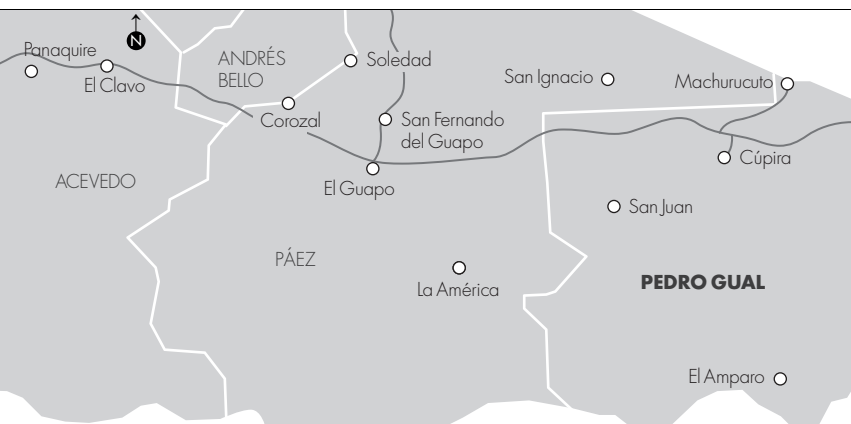 N
Panaquire
El Clavo
ANDRÉS
BELLO
Soledad
San Ignacio
Machurucuto
Corozal
San Fernando
del Guapo
Cúpira
El Guapo
ACEVEDO
San Juan
PÁEZ
La América
PEDRO GUAL
El Amparo